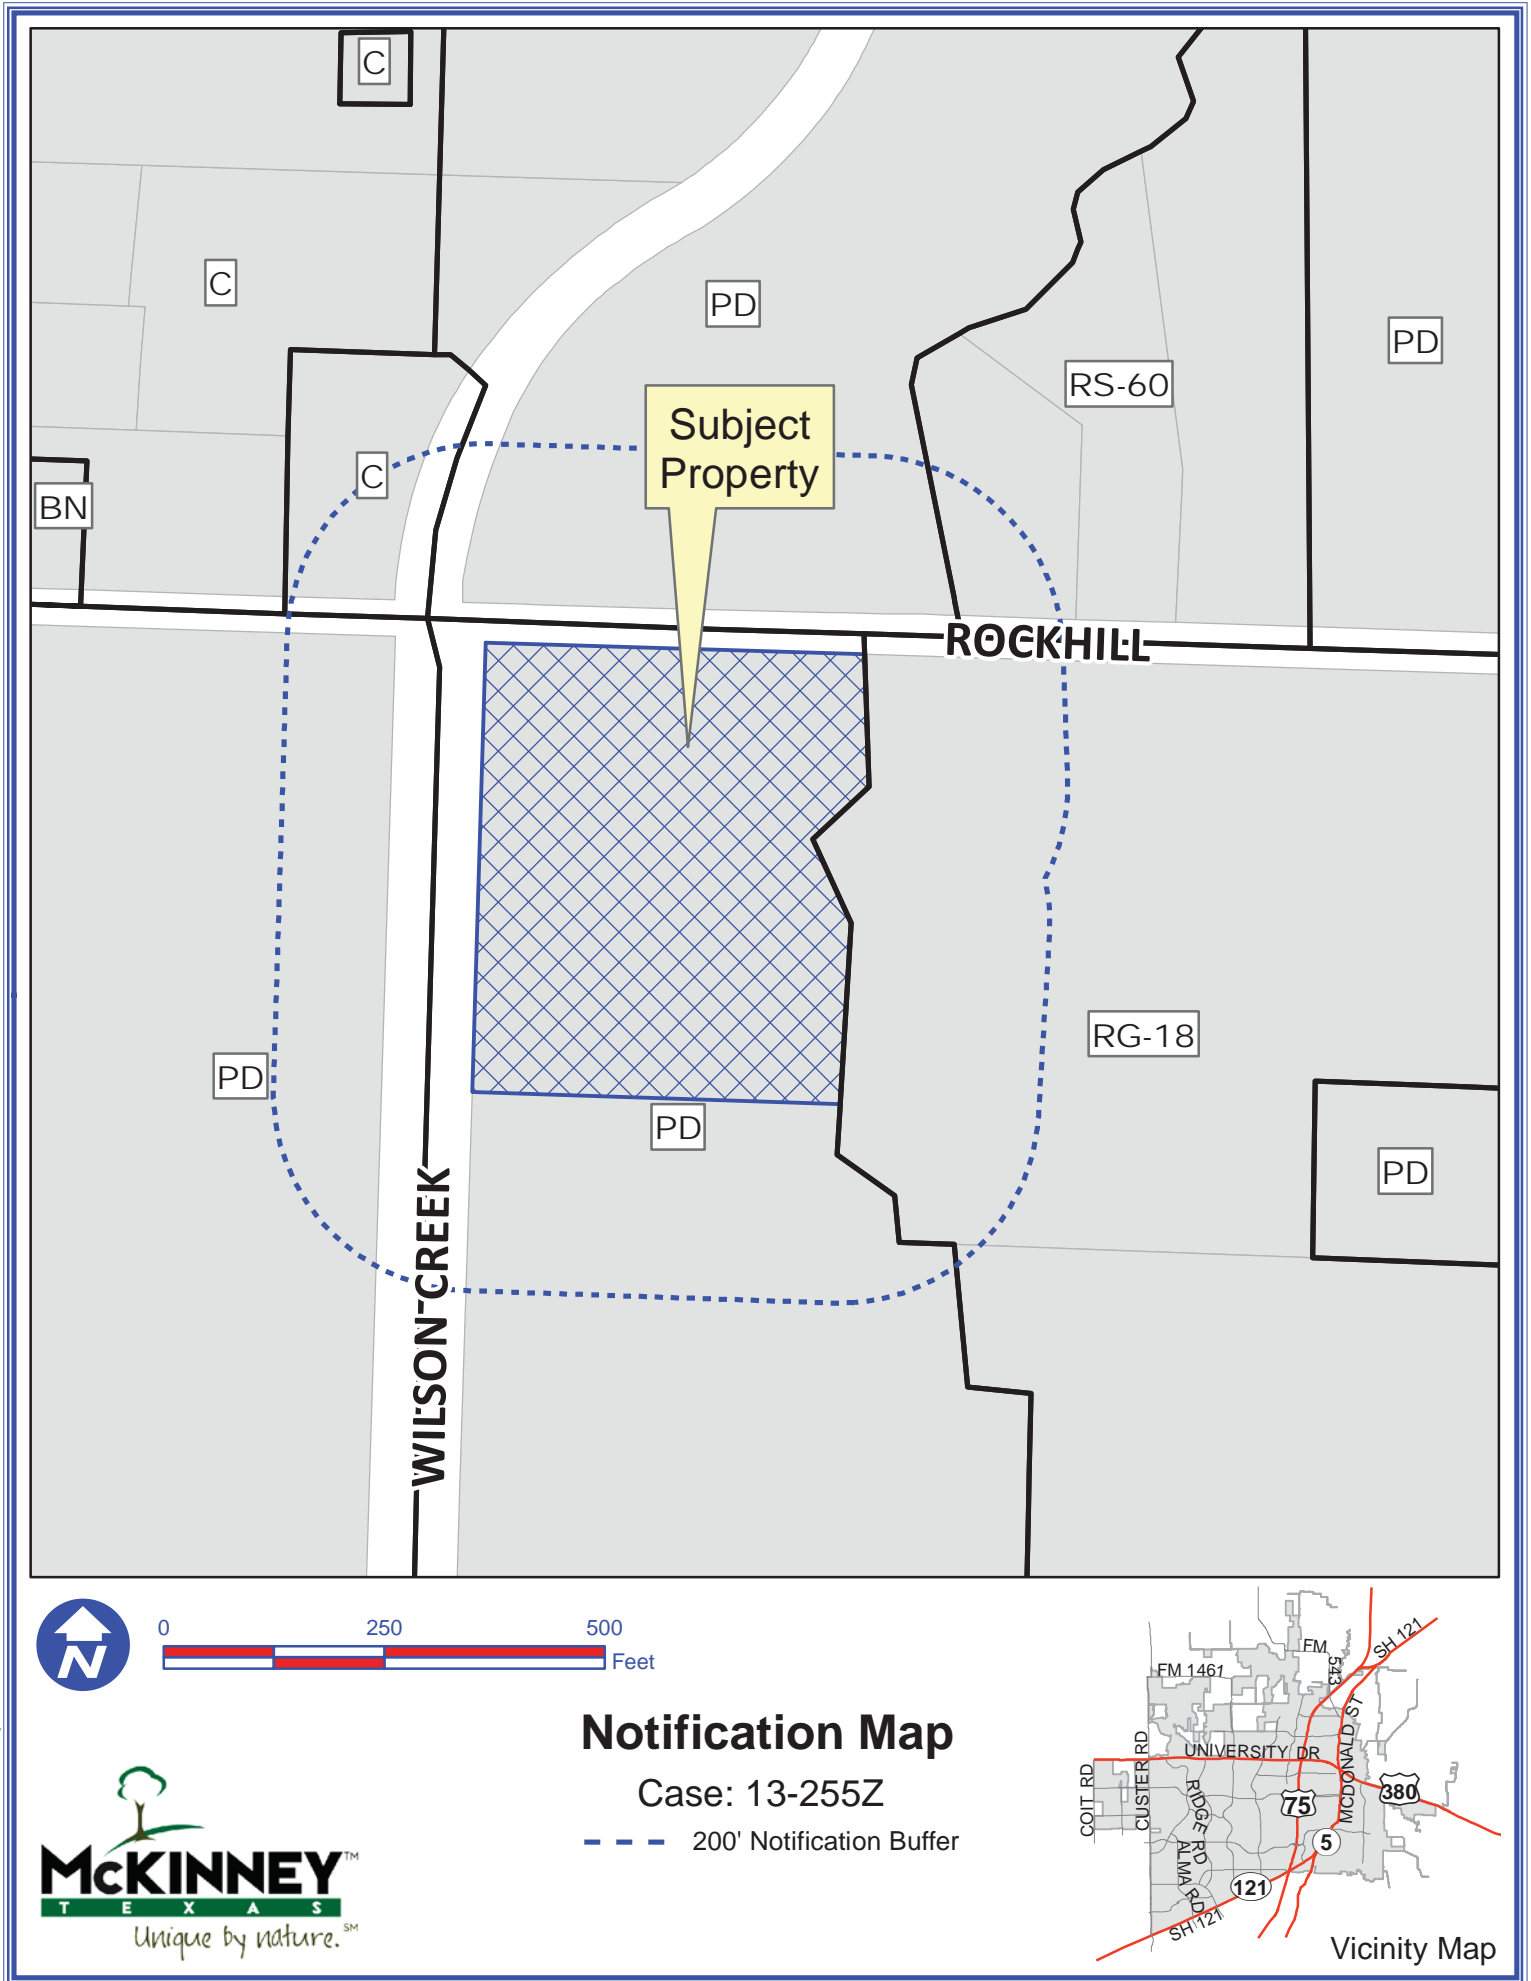 C
C
PD
PD
RS-60
Subject
Property
C
BN
ROCKHILL
RG-18
PD
PD
PD
WILSON CREEK
N
0 250 500
Feet
Notification Map
Case: 13-255Z
200' Notification Buffer
McKINNEY™
TEXAS
Unique by nature.℠
FM 1461
FM
543
SH 121
UNIVERSITY DR
COIT RD
CUSTER RD
RIDGE RD
ALMA RD
MCDONALD ST
75
380
5
121
SH 121
Vicinity Map